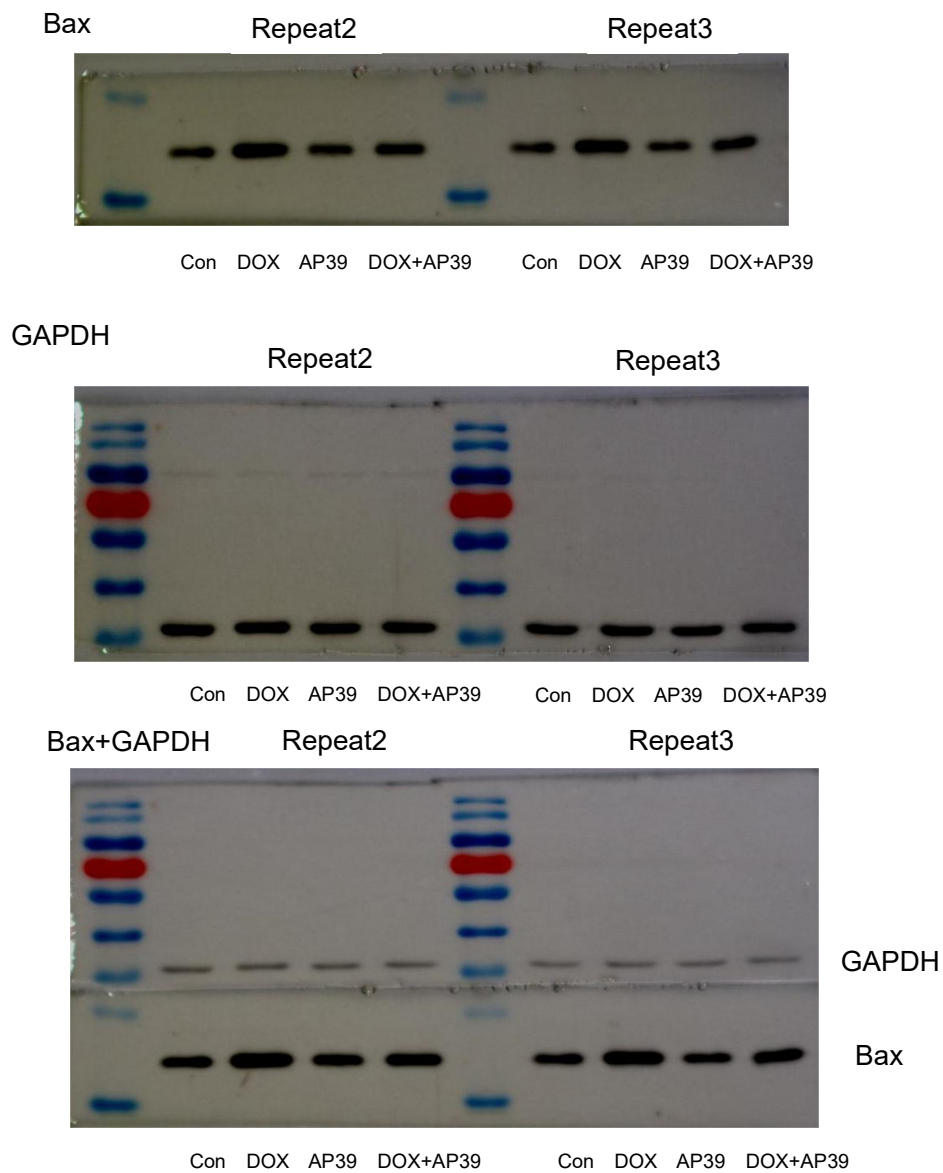 Bax
Repeat2 Repeat3
Con DOX AP39 DOX+AP39 Con DOX AP39 DOX+AP39
GAPDH
Repeat2 Repeat3
Con DOX AP39 DOX+AP39 Con DOX AP39 DOX+AP39
Bax+GAPDH Repeat2 Repeat3
GAPDH
Bax
Con DOX AP39 DOX+AP39 Con DOX AP39 DOX+AP39